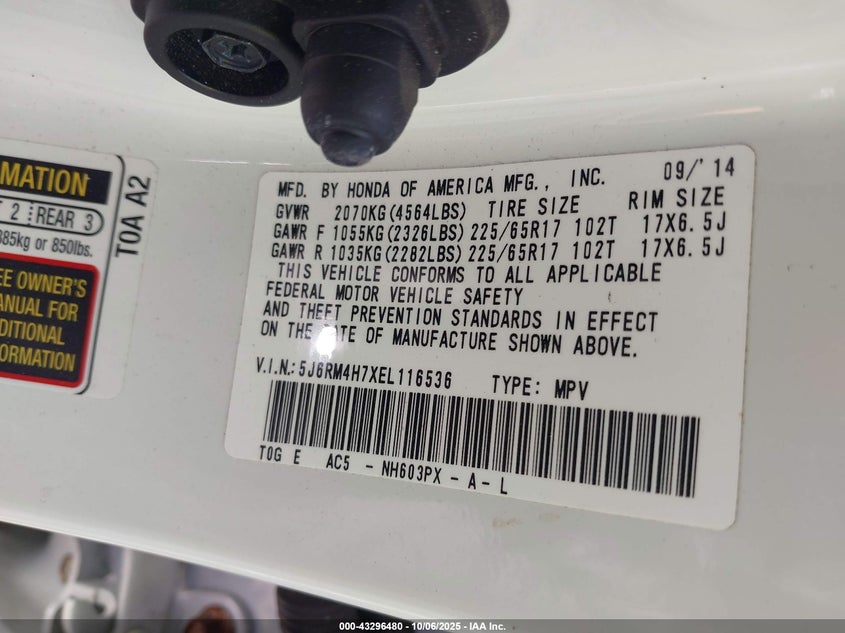 RMATION
T 2 REAR 3
385kg or 850lbs.
EE OWNER'S
ANUAL FOR
DITIONAL
FORMATION
T0A A2
MFD. BY HONDA OF AMERICA MFG., INC. 09/'14
GVWR 2070KG(4564LBS) TIRE SIZE RIM SIZE
GAWR F 1055KG(2326LBS) 225/65R17 102T 17X6.5J
GAWR R 1035KG(2282LBS) 225/65R17 102T 17X6.5J
THIS VEHICLE CONFORMS TO ALL APPLICABLE
FEDERAL MOTOR VEHICLE SAFETY
AND THEFT PREVENTION STANDARDS IN EFFECT
ON THE DATE OF MANUFACTURE SHOWN ABOVE.
V.I.N.: 5J6RM4H7XEL116536 TYPE: MPV
T0G E AC5 - NH603PX - A - L
000-43296480 - 10/06/2025 - IAA Inc.